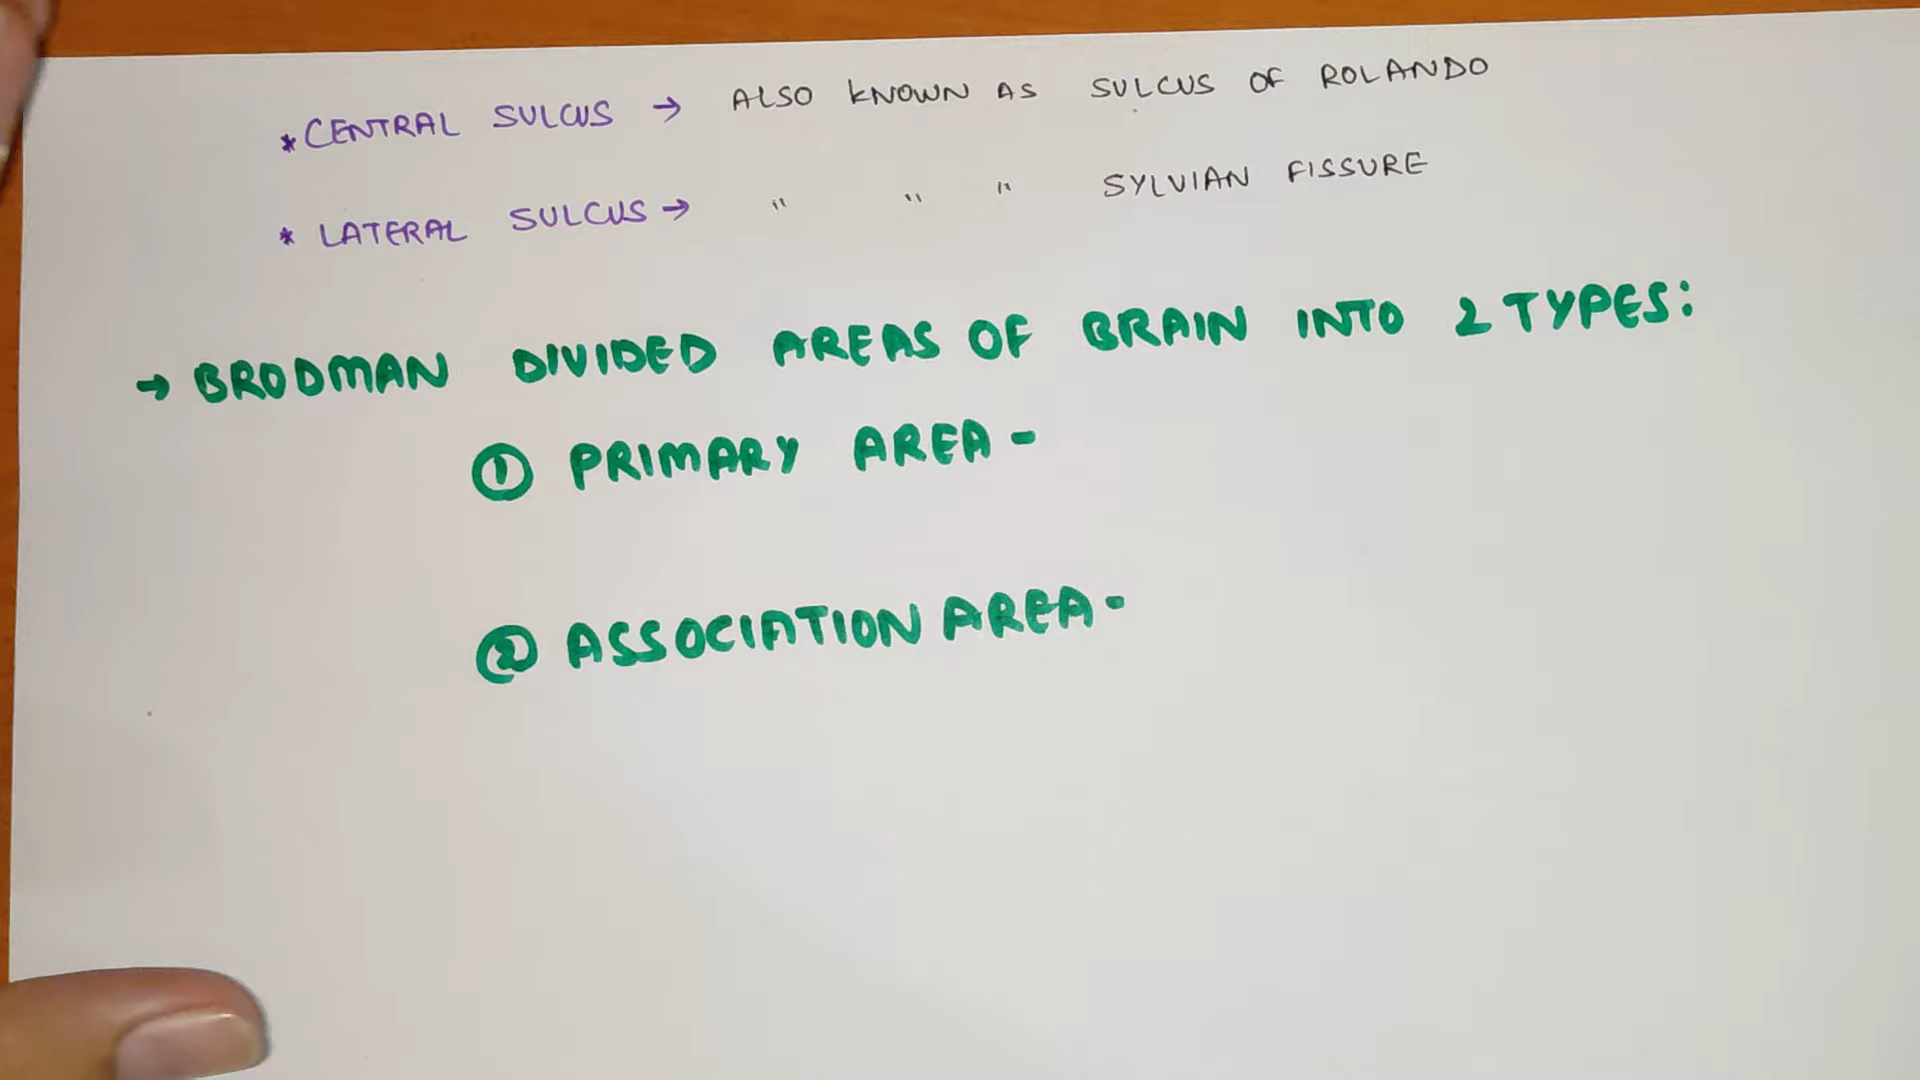 * CENTRAL SULCUS → ALSO KNOWN AS SULCUS OF ROLANDO
* LATERAL SULCUS → " " " SYLVIAN FISSURE
→ BRODMAN DIVIDED AREAS OF BRAIN INTO 2 TYPES:
① PRIMARY AREA -
② ASSOCIATION AREA -